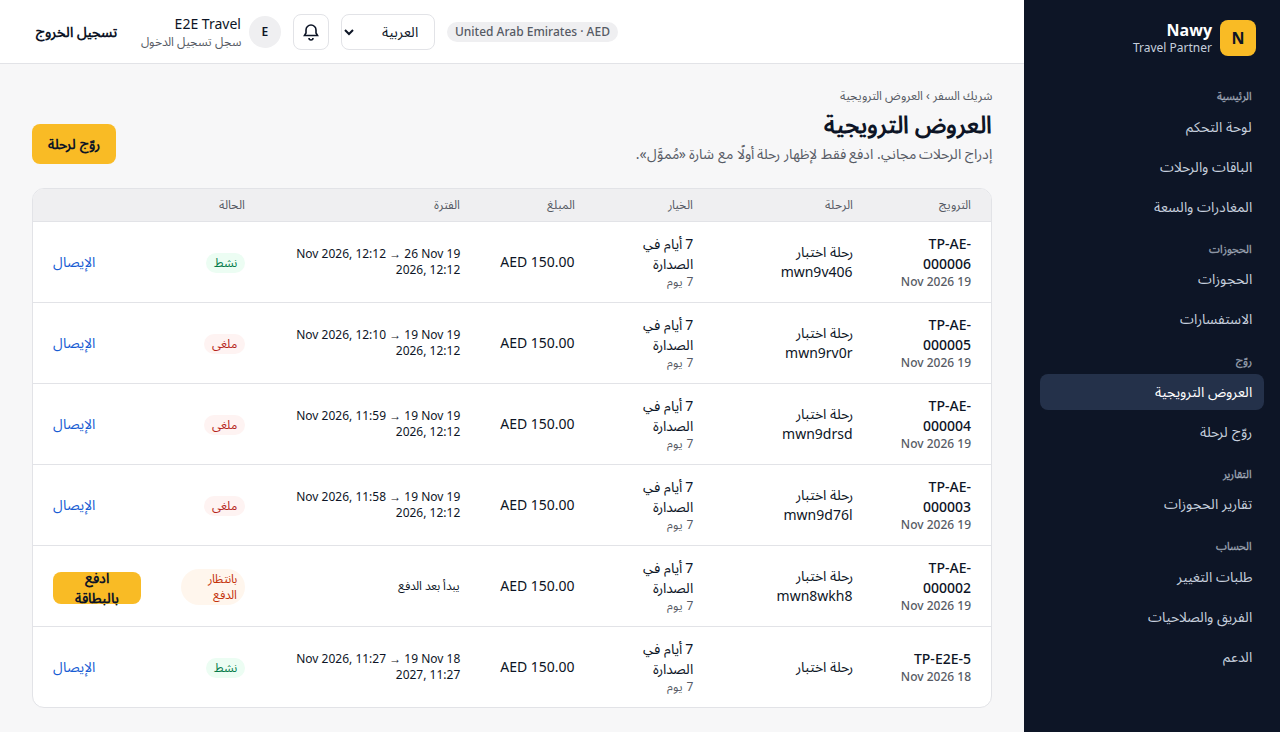 N
Nawy
Travel Partner
الرئيسية
لوحة التحكم
الباقات والرحلات
المغادرات والسعة
الحجوزات
الحجوزات
الاستفسارات
روّج
العروض الترويجية
روّج لرحلة
التقارير
تقارير الحجوزات
الحساب
طلبات التغيير
الفريق والصلاحيات
الدعم
United Arab Emirates · AED
العربية
E
E2E Travel
سجل تسجيل الدخول
تسجيل الخروج
شريك السفر › العروض الترويجية
العروض الترويجية
إدراج الرحلات مجاني. ادفع فقط لإظهار رحلة أولًا مع شارة «مُموَّل».
روّج لرحلة
الترويج الرحلة الخيار المبلغ الفترة الحالة
TP-AE-
000006
19 Nov 2026
رحلة اختبار
mwn9v406
7 أيام في
الصدارة
7 يوم
AED 150.00
19 Nov 2026, 12:12 → 26 Nov
2026, 12:12
نشط
الإيصال
TP-AE-
000005
19 Nov 2026
رحلة اختبار
mwn9rv0r
7 أيام في
الصدارة
7 يوم
AED 150.00
19 Nov 2026, 12:10 → 19 Nov
2026, 12:12
ملغى
الإيصال
TP-AE-
000004
19 Nov 2026
رحلة اختبار
mwn9drsd
7 أيام في
الصدارة
7 يوم
AED 150.00
19 Nov 2026, 11:59 → 19 Nov
2026, 12:12
ملغى
الإيصال
TP-AE-
000003
19 Nov 2026
رحلة اختبار
mwn9d76l
7 أيام في
الصدارة
7 يوم
AED 150.00
19 Nov 2026, 11:58 → 19 Nov
2026, 12:12
ملغى
الإيصال
TP-AE-
000002
19 Nov 2026
رحلة اختبار
mwn8wkh8
7 أيام في
الصدارة
7 يوم
AED 150.00
يبدأ بعد الدفع
بانتظار
الدفع
ادفع
بالبطاقة
TP-E2E-5
18 Nov 2026
رحلة اختبار
7 أيام في
الصدارة
7 يوم
AED 150.00
18 Nov 2026, 11:27 → 19 Nov
2027, 11:27
نشط
الإيصال